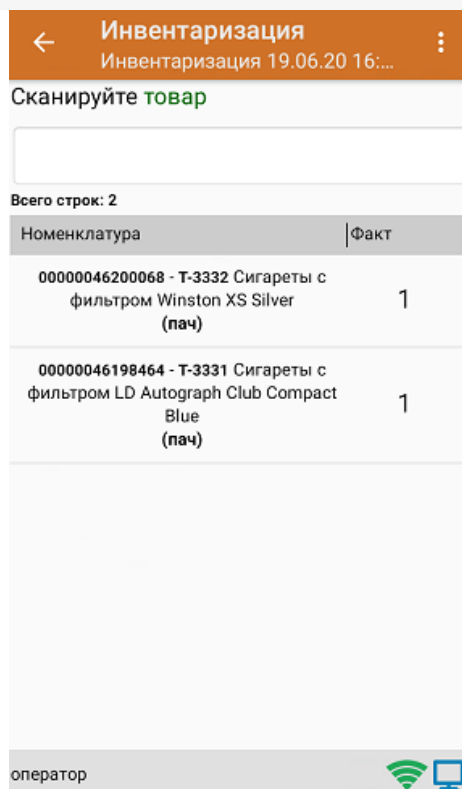 Инвентаризация
Инвентаризация 19.06.20 16:...
Сканируйте товар
Всего строк: 2
Номенклатура Факт
00000046200068 - Т-3332 Сигареты с
фильтром Winston XS Silver
(пач)
1
00000046198464 - Т-3331 Сигареты с
фильтром LD Autograph Club Compact
Blue
(пач)
1
оператор